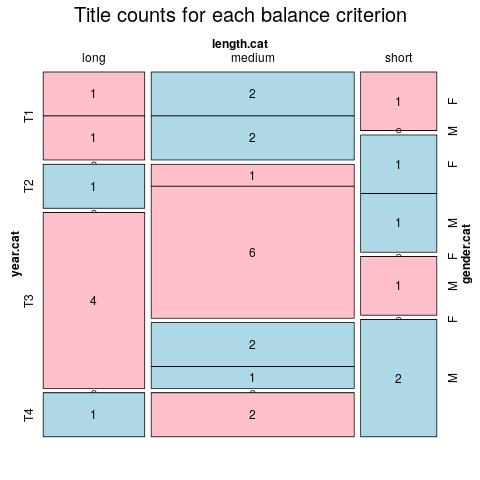 Title counts for each balance criterion
length.cat
long medium short
year.cat
T1
T2
T3
T4
1
1
1
4
1
2
2
1
6
2
1
2
1
1
1
1
2
F
M
F
M
F
M
F
M
gender.cat